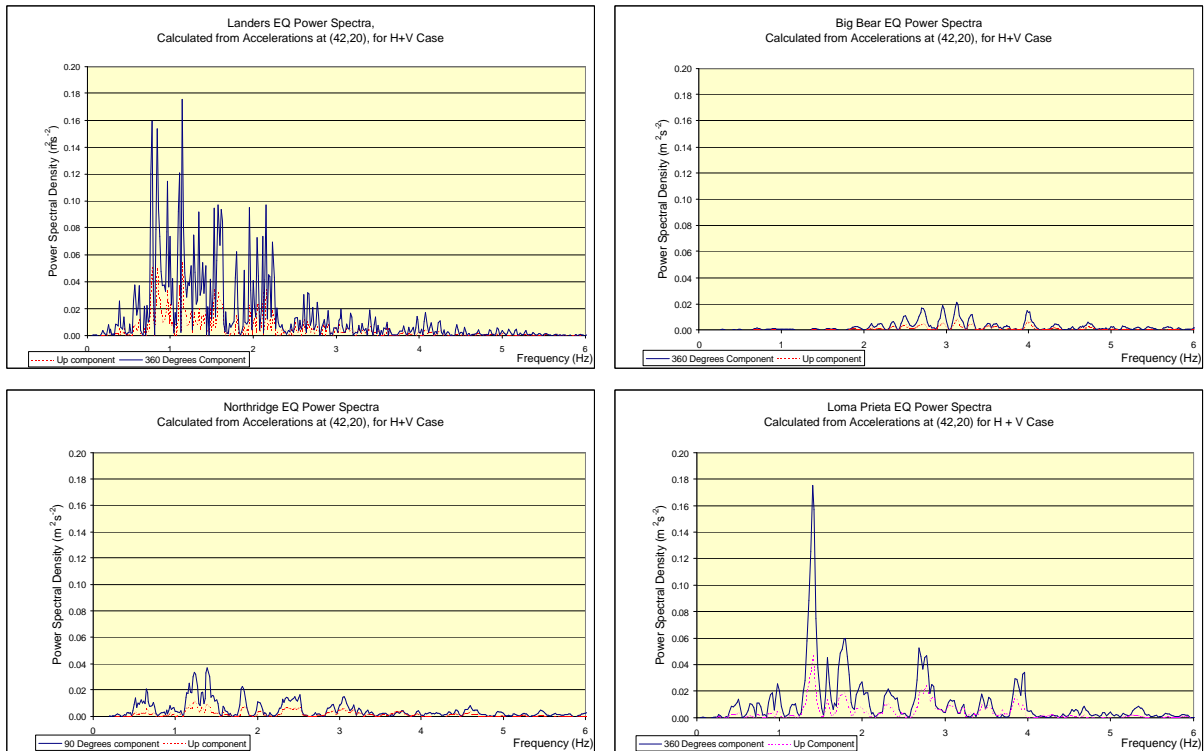 Landers EQ Power Spectra,
Calculated from Accelerations at (42,20), for H+V Case
Power Spectral Density (m²s⁻²)
0.20
0.18
0.16
0.14
0.12
0.10
0.08
0.06
0.04
0.02
0.00
0 1 2 3 4 5 6
Frequency (Hz)
Up component 360 Degrees Component
Big Bear EQ Power Spectra
Calculated from Accelerations at (42,20), for H+V Case
Power Spectral Density (m²s⁻²)
0.20
0.18
0.16
0.14
0.12
0.10
0.08
0.06
0.04
0.02
0.00
0 1 2 3 4 5 6
Frequency (Hz)
360 Degrees Component Up component
Northridge EQ Power Spectra
Calculated from Accelerations at (42,20), for H+V Case
Power Spectral Density (m²s⁻²)
0.20
0.18
0.16
0.14
0.12
0.10
0.08
0.06
0.04
0.02
0.00
0 1 2 3 4 5 6
Frequency (Hz)
90 Degrees component Up component
Loma Prieta EQ Power Spectra
Calculated from Accelerations at (42,20) for H + V Case
Power Spectral Density (m²s⁻²)
0.20
0.18
0.16
0.14
0.12
0.10
0.08
0.06
0.04
0.02
0.00
0 1 2 3 4 5 6
Frequency (Hz)
360 Degrees component Up Component